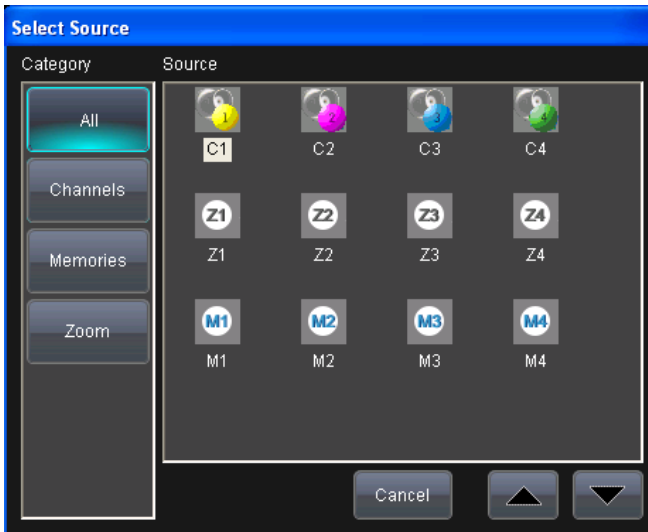 Select Source
Category Source
All
Channels
Memories
Zoom
1 2 3 4
C1 C2 C3 C4
Z1 Z2 Z3 Z4
Z1 Z2 Z3 Z4
M1 M2 M3 M4
M1 M2 M3 M4
Cancel